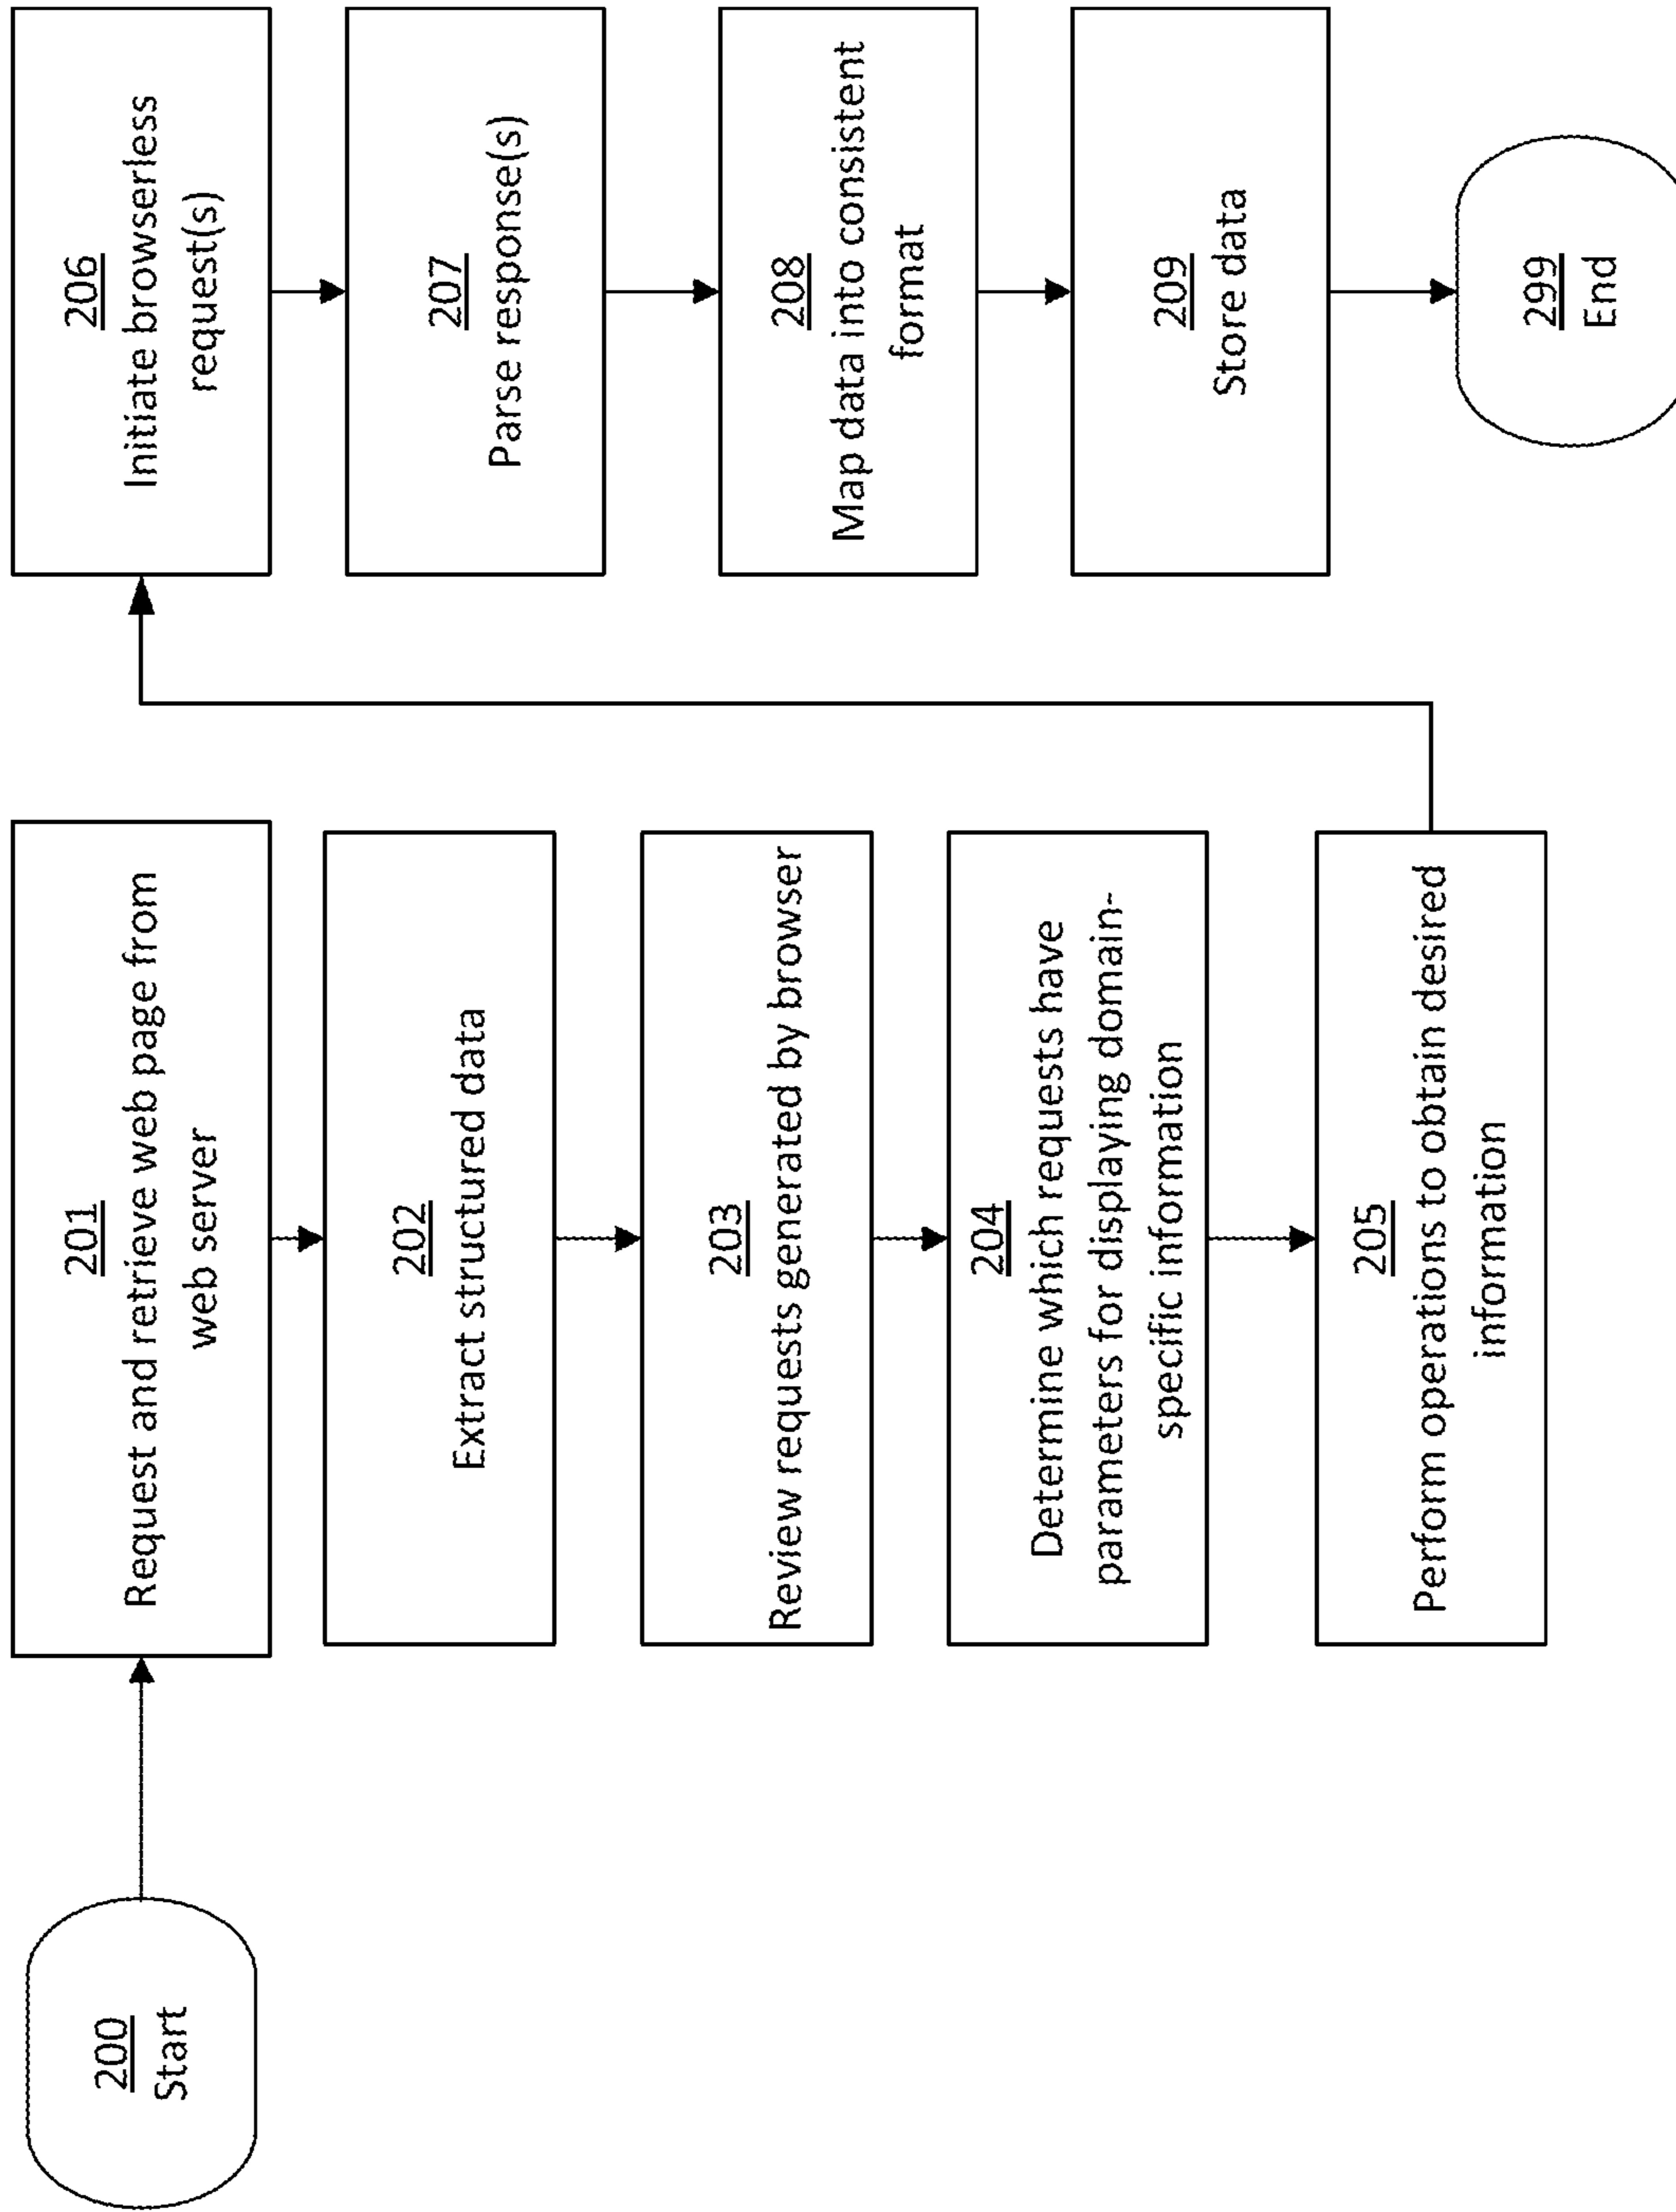 200
Start
201
Request and retrieve web page from
web server
202
Extract structured data
203
Review requests generated by browser
204
Determine which requests have
parameters for displaying domain-
specific information
205
Perform operations to obtain desired
information
206
Initiate browserless
request(s)
207
Parse response(s)
208
Map data into consistent
format
209
Store data
299
End